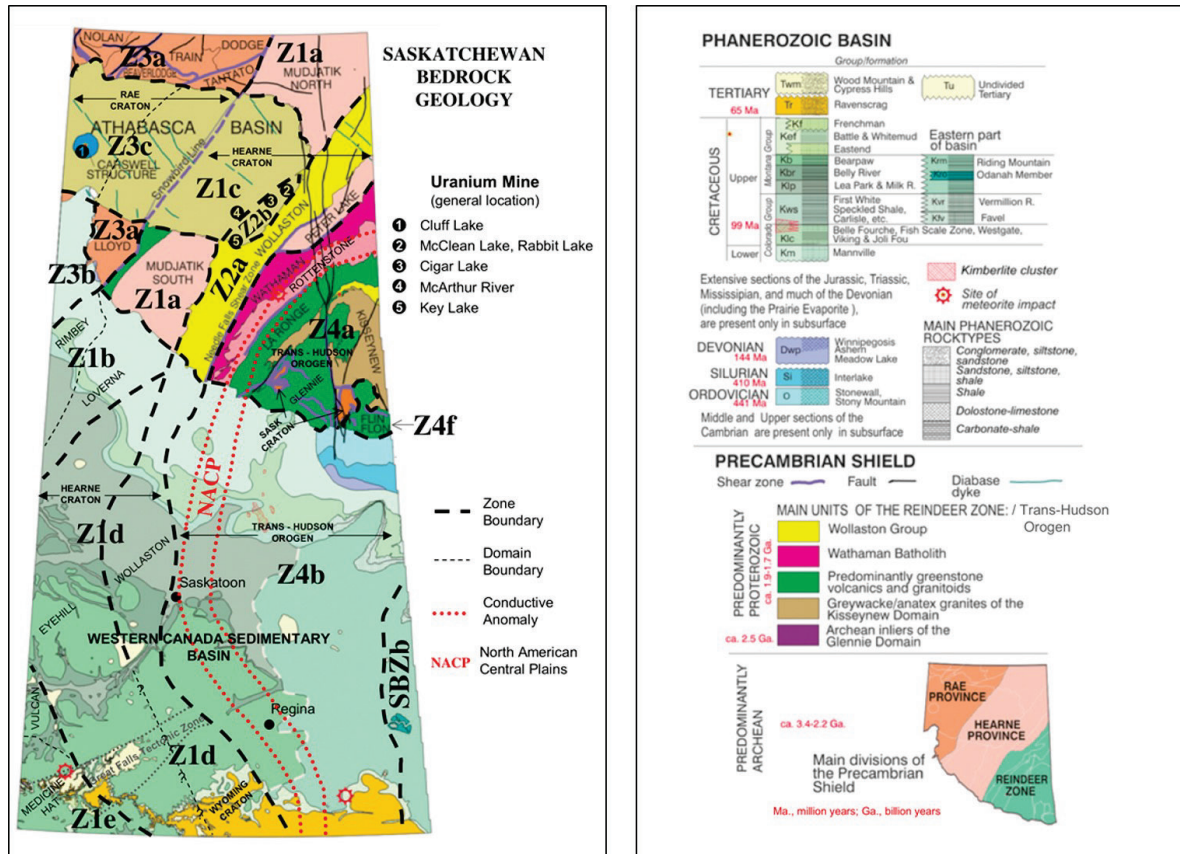 SASKATCHEWAN
BEDROCK
GEOLOGY
NOLAN
Z3a
TRAIN
DODGE
BEAVERLODGE
TANTATO
Z1a
MUDJATIK
NORTH
RAE
CRATON
ATHABASCA BASIN
Z3c
CARSWELL
STRUCTURE
Snowbird Line
HEARNE
CRATON
Z1c
Z2b
WOLLASTON
PETER LAKE
Z3a
LLOYD
Z3b
MUDJATIK
SOUTH
Z1a
Z2a
Needle Falls Shear Zone
WATHAMAN
ROTTENSTONE
LA RONGE
Z4a
KISSEYNEW
TRANS-HUDSON
OROGEN
GLENNIE
SASK
CRATON
FLIN
FLON
Z4f
RIMBEY
Z1b
LOVERNA
NACP
HEARNE
CRATON
Z1d
WOLLASTON
TRANS - HUDSON
OROGEN
Z4b
Saskatoon
EYEHILL
WESTERN CANADA SEDIMENTARY
BASIN
SBZb
VULCAN
?
Regina
Great Falls Tectonic Zone
Z1d
MEDICINE
HAT
Z1e
?
WYOMING
CRATON
Uranium Mine
(general location)
1 Cluff Lake
2 McClean Lake, Rabbit Lake
3 Cigar Lake
4 McArthur River
5 Key Lake
Zone
Boundary
Domain
Boundary
Conductive
Anomaly
NACP North American
Central Plains
PHANEROZOIC BASIN
Group/formation
TERTIARY
65 Ma
Twm Wood Mountain &
Cypress Hills
Tr Ravenscrag
Tu Undivided
Tertiary
CRETACEOUS
Upper
99 Ma
Lower
Montana Group
Colorado Group
Kf Frenchman
Kef Battle & Whitemud
Eastend
Kb Bearpaw
Kbr Belly River
Klp Lea Park & Milk R.
Kws First White
Speckled Shale,
Carlisle, etc.
Belle Fourche, Fish Scale Zone, Westgate,
Klc Viking & Joli Fou
Km Mannville
Eastern part
of basin
Krm Riding Mountain
Odanah Member
Kvr Vermillion R.
Kfv Favel
Extensive sections of the Jurassic, Triassic,
Missisipian, and much of the Devonian
(including the Prairie Evaporite ),
are present only in subsurface
Kimberlite cluster
Site of
meteorite impact
MAIN PHANEROZOIC
ROCKTYPES
Conglomerate, siltstone,
sandstone
Sandstone, siltstone,
shale
Shale
Dolostone-limestone
Carbonate-shale
DEVONIAN
144 Ma
Dwp Winnipegosis
Ashern
Meadow Lake
SILURIAN
410 Ma
Si Interlake
ORDOVICIAN
441 Ma
O Stonewall,
Stony Mountain
Middle and Upper sections of the
Cambrian are present only in subsurface
PRECAMBRIAN SHIELD
Shear zone
Fault
Diabase
dyke
MAIN UNITS OF THE REINDEER ZONE: / Trans-Hudson
Orogen
PREDOMINANTLY
PROTEROZOIC
ca. 1.9-1.7 Ga.
Wollaston Group
Wathaman Batholith
Predominantly greenstone
volcanics and granitoids
Greywacke/anatex granites of the
Kisseynew Domain
ca. 2.5 Ga.
Archean inliers of the
Glennie Domain
PREDOMINANTLY
ARCHEAN
ca. 3.4-2.2 Ga.
Main divisions of
the Precambrian
Shield
RAE
PROVINCE
HEARNE
PROVINCE
REINDEER
ZONE
Ma., million years; Ga., billion years